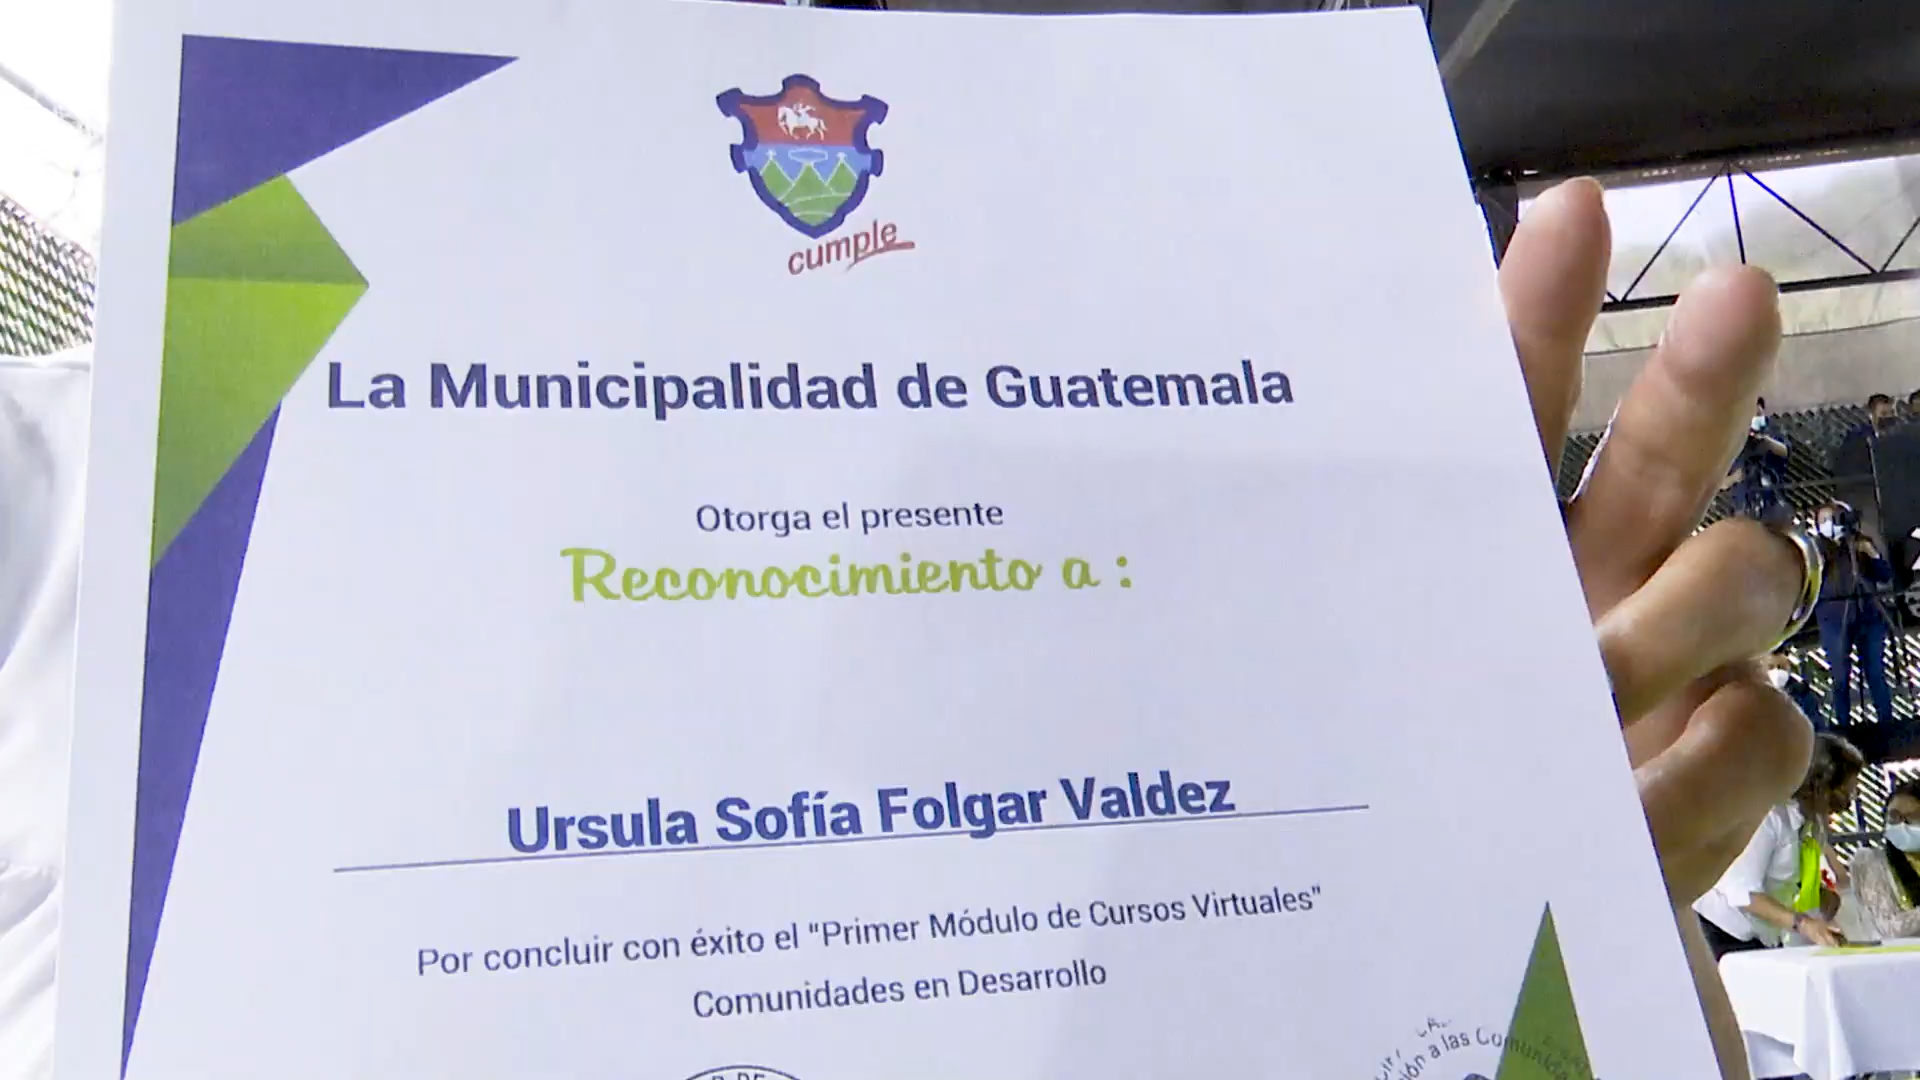 cumple
La Municipalidad de Guatemala
Otorga el presente
Reconocimiento a :
Ursula Sofía Folgar Valdez
Por concluir con éxito el "Primer Módulo de Cursos Virtuales"
Comunidades en Desarrollo
a las